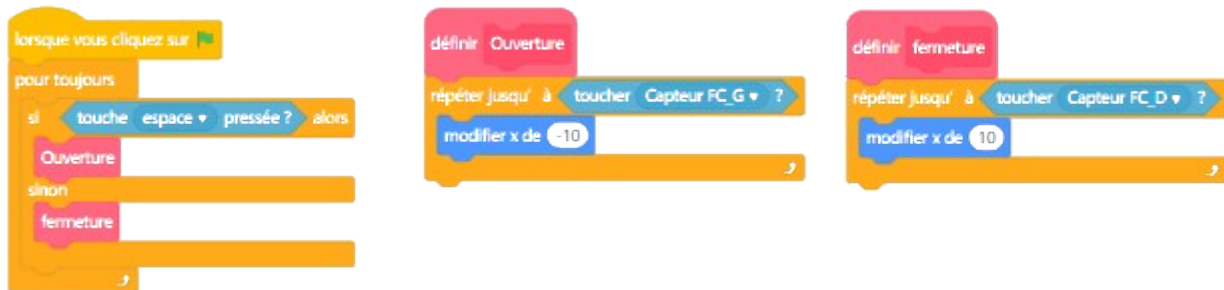 lorsque vous cliquez sur
pour toujours
si touche espace pressée ? alors
Ouverture
sinon
fermeture
définir Ouverture
répéter jusqu' à toucher Capteur FC_G ?
modifier x de -10
définir fermeture
répéter jusqu' à toucher Capteur FC_D ?
modifier x de 10